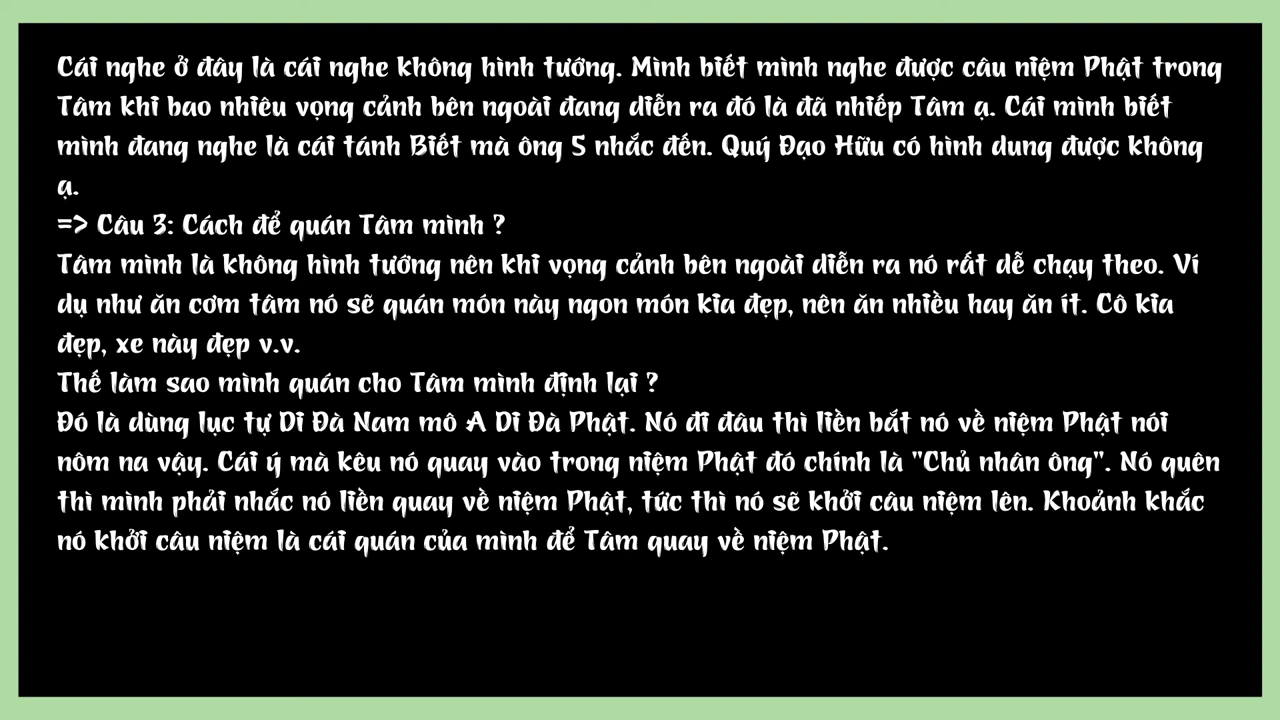 Cái nghe ở đây là cái nghe không hình tướng. Mình biết mình nghe được câu niệm Phật trong
Tâm khi bao nhiêu vọng cảnh bên ngoài đang diễn ra đó là đã nhiếp Tâm ạ. Cái mình biết
mình đang nghe là cái tánh Biết mà ông 5 nhắc đến. Quý Đạo Hữu có hình dung được không
ạ.
=> Câu 3: Cách để quán Tâm mình ?
Tâm mình là không hình tướng nên khi vọng cảnh bên ngoài diễn ra nó rất dễ chạy theo. Ví
dụ như ăn cơm tâm nó sẽ quán món này ngon món kia đẹp, nên ăn nhiều hay ăn ít. Cô kia
đẹp, xe này đẹp v.v.
Thế làm sao mình quán cho Tâm mình định lại ?
Đó là dùng lục tự Di Đà Nam mô A Di Đà Phật. Nó đi đâu thì liền bắt nó về niệm Phật nói
nôm na vậy. Cái ý mà kêu nó quay vào trong niệm Phật đó chính là "Chủ nhân ông". Nó quên
thì mình phải nhắc nó liền quay về niệm Phật, tức thì nó sẽ khởi câu niệm lên. Khoảnh khắc
nó khởi câu niệm là cái quán của mình để Tâm quay về niệm Phật.